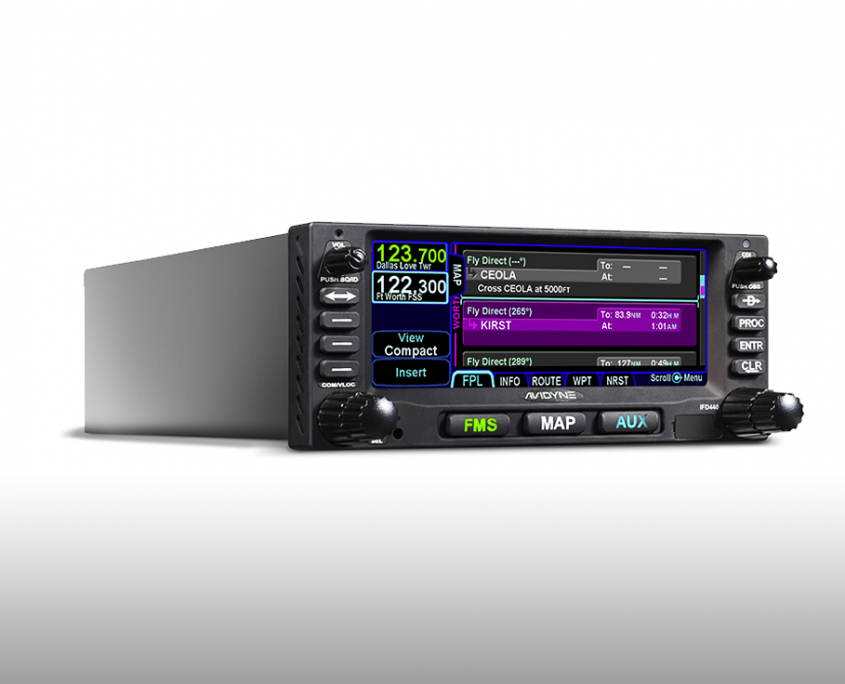 VOL
PUSH SQ/ID
COM/VLOC
123.700
Dallas Love Twr
122.300
Ft Worth FSS
View
Compact
Insert
MAP
Fly Direct (---°)
CEOLA
To: — —
At: —
Cross CEOLA at 5000FT
Fly Direct (265°)
KIRST
To: 83.9NM 0:32H M
At: 1:01AM
Fly Direct (289°)
To: 127NM 0:49H M
FPL INFO ROUTE WPT NRST Scroll Menu
AVIDYNE
FMS MAP AUX
IFD440
PUSH OBS
D
PROC
ENTR
CLR